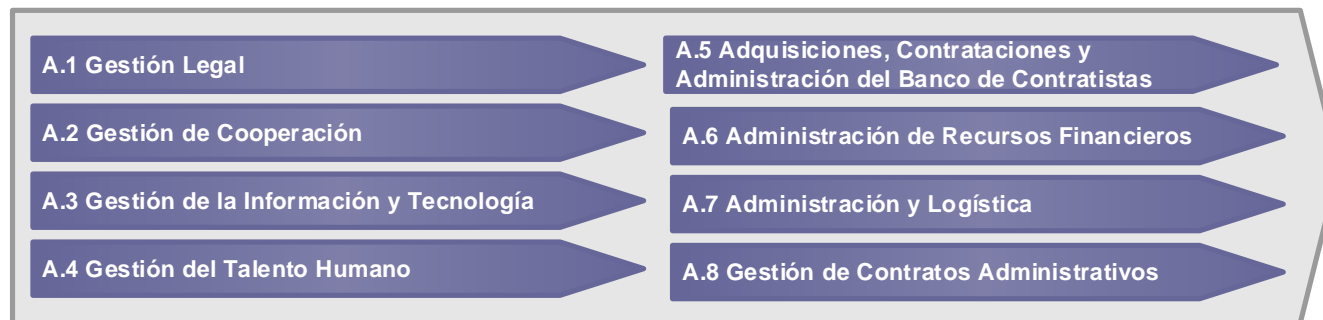 A.1 Gestión Legal
A.2 Gestión de Cooperación
A.3 Gestión de la Información y Tecnología
A.4 Gestión del Talento Humano
A.5 Adquisiciones, Contrataciones y
Administración del Banco de Contratistas
A.6 Administración de Recursos Financieros
A.7 Administración y Logística
A.8 Gestión de Contratos Administrativos